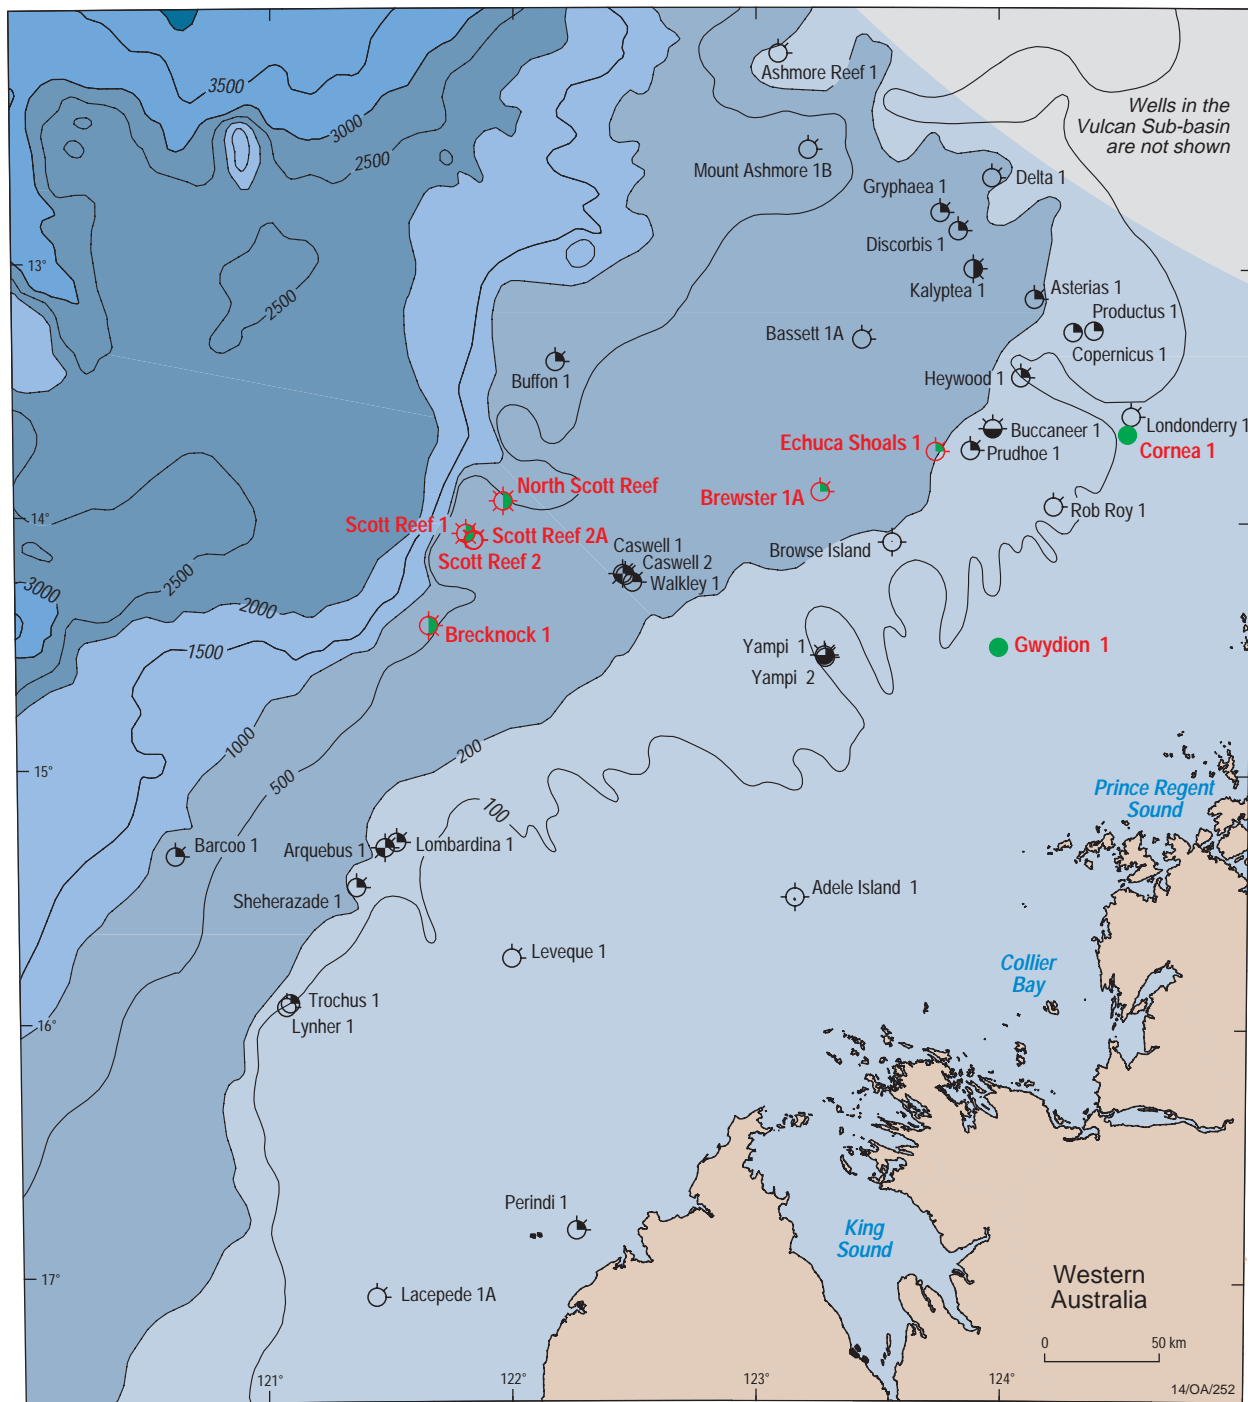 3500
3000
2500
Ashmore Reef 1
Wells in the
Vulcan Sub-basin
are not shown
Mount Ashmore 1B
Gryphaea 1
Delta 1
Discorbis 1
13°
Kalyptea 1
Asterias 1
2500
Productus 1
Bassett 1A
Copernicus 1
Buffon 1
Heywood 1
Londonderry 1
Buccaneer 1
Echuca Shoals 1
Prudhoe 1
Cornea 1
North Scott Reef
Brewster 1A
Rob Roy 1
14°
Scott Reef 1
Scott Reef 2A
Scott Reef 2
Browse Island
Caswell 1
Caswell 2
Walkley 1
2500
3000
2000
1500
Brecknock 1
Yampi 1
Yampi 2
Gwydion 1
1000
500
200
100
15°
Prince Regent
Sound
Barcoo 1
Arquebus 1
Lombardina 1
Sheherazade 1
Adele Island 1
Leveque 1
Collier
Bay
Trochus 1
Lynher 1
16°
Perindi 1
King
Sound
17°
Lacepede 1A
Western
Australia
0
50 km
121°
122°
123°
124°
14/OA/252